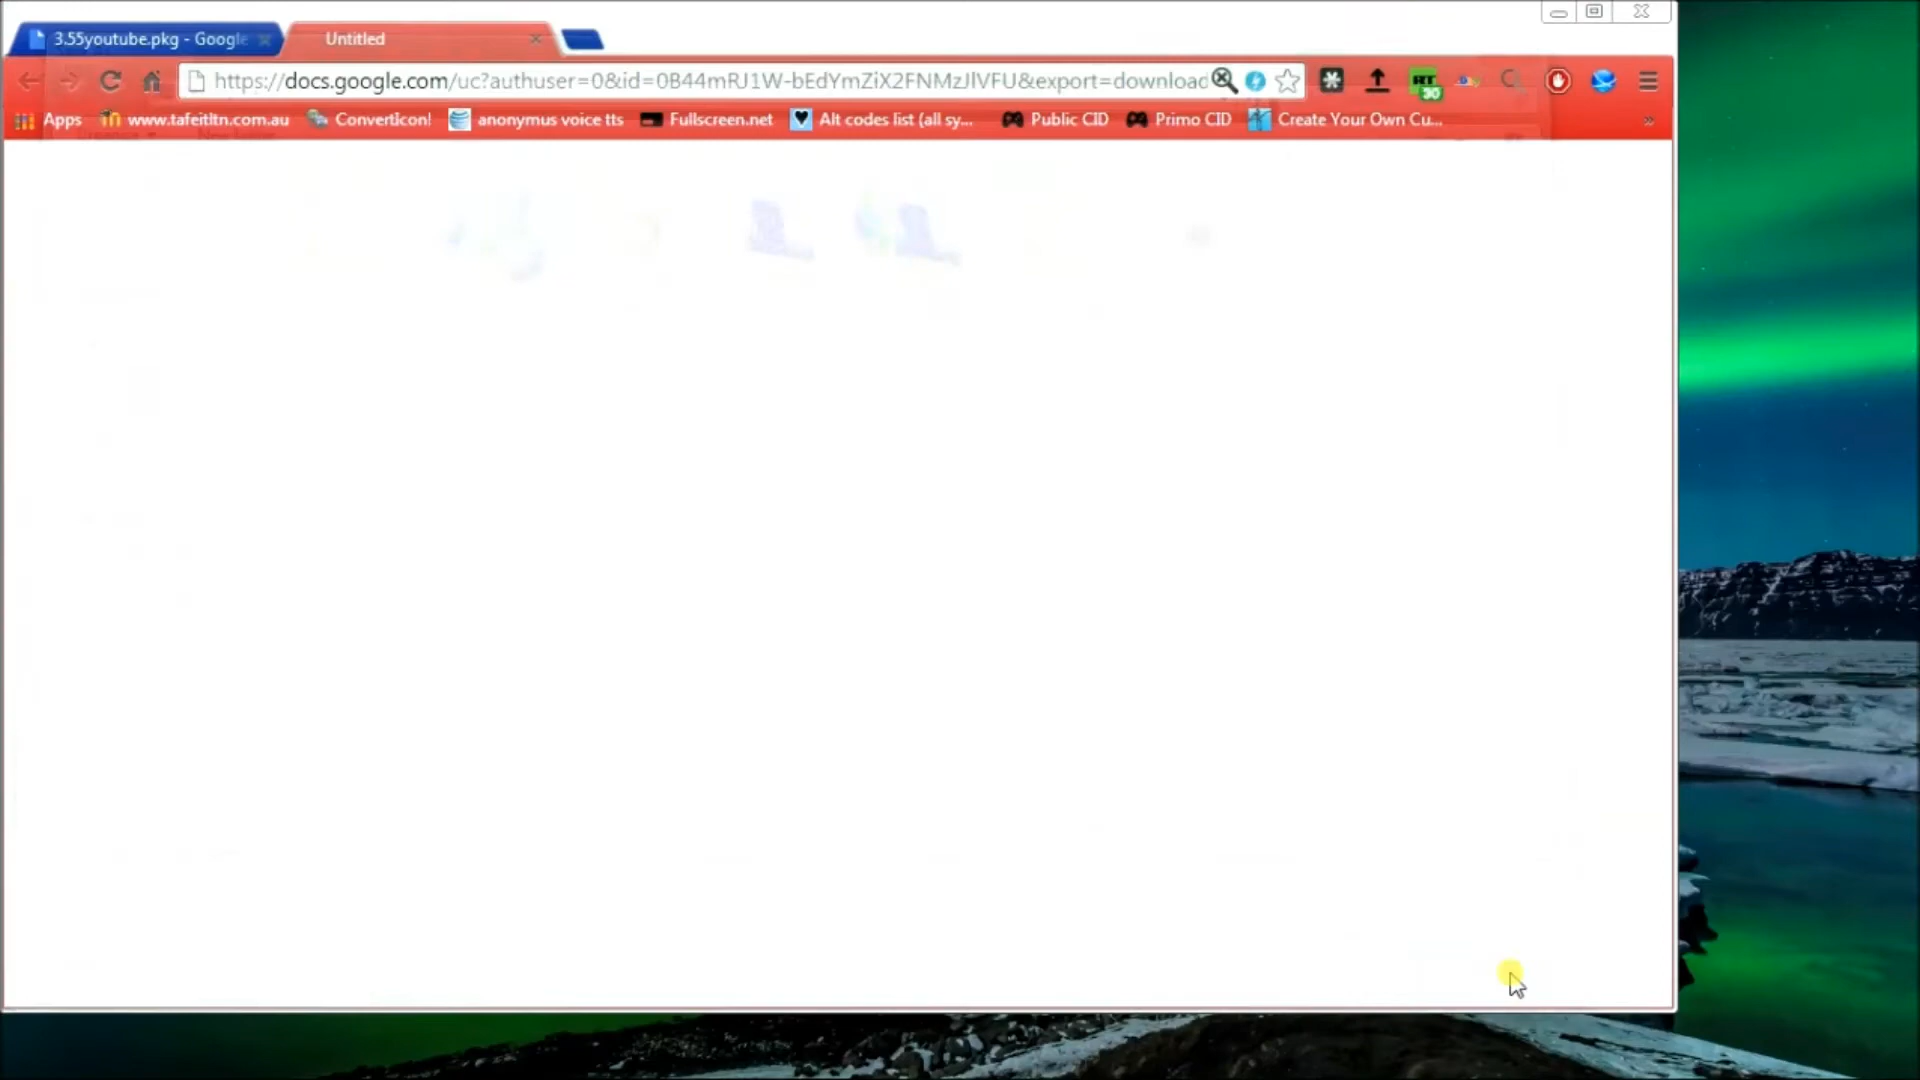 3.55youtube.pkg - Google
Untitled
https://docs.google.com/uc?authuser=0&id=0B44mRJ1W-bEdYmZiX2FNMzJlVFU&export=download
RT
30
Apps
www.tafeitltn.com.au
ConvertIcon!
anonymus voice tts
Fullscreen.net
Alt codes list (all sy...
Public CID
Primo CID
Create Your Own Cu...